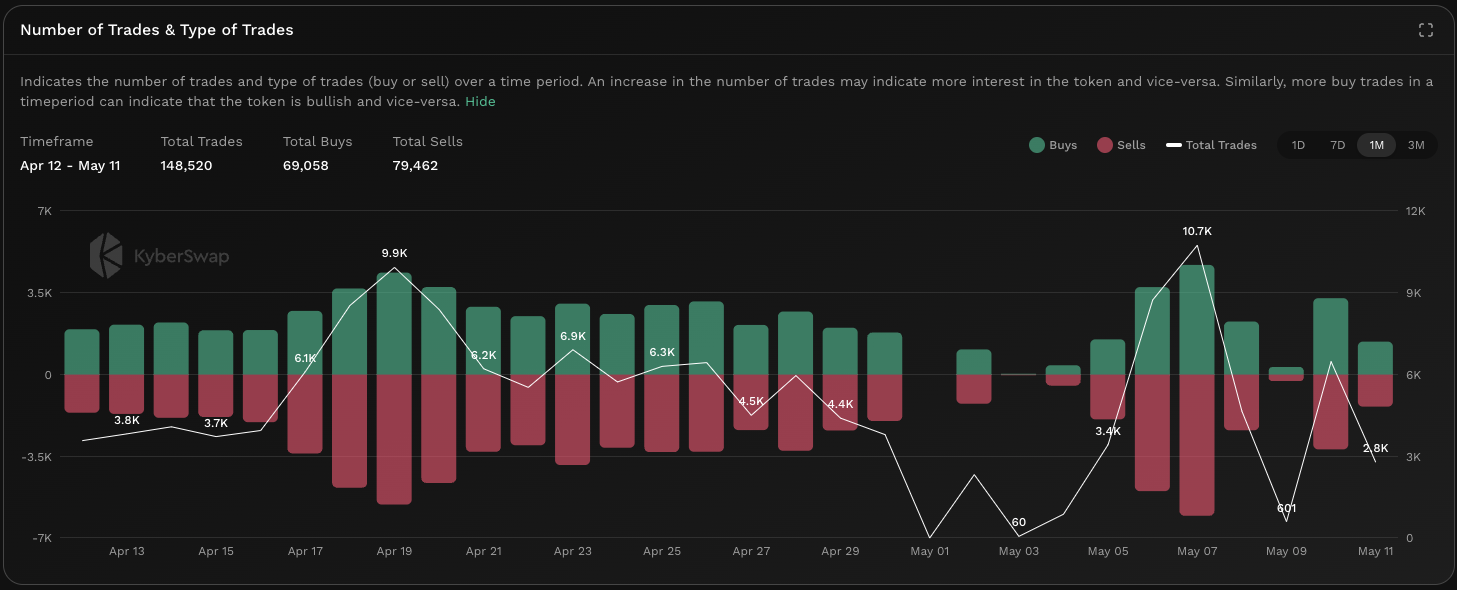 Number of Trades & Type of Trades
Indicates the number of trades and type of trades (buy or sell) over a time period. An increase in the number of trades may indicate more interest in the token and vice-versa. Similarly, more buy trades in a
timeperiod can indicate that the token is bullish and vice-versa. Hide
Timeframe Total Trades Total Buys Total Sells
Apr 12 - May 11 148,520 69,058 79,462
Buys Sells Total Trades 1D 7D 1M 3M
7K 12K
10.7K
9.9K
KyberSwap
3.5K 9K
6.9K
6.3K
6.2K
6.1K
0 6K
4.5K
4.4K
3.8K
3.7K
3.4K
2.8K
-3.5K 3K
601
60
-7K 0
Apr 13 Apr 15 Apr 17 Apr 19 Apr 21 Apr 23 Apr 25 Apr 27 Apr 29 May 01 May 03 May 05 May 07 May 09 May 11